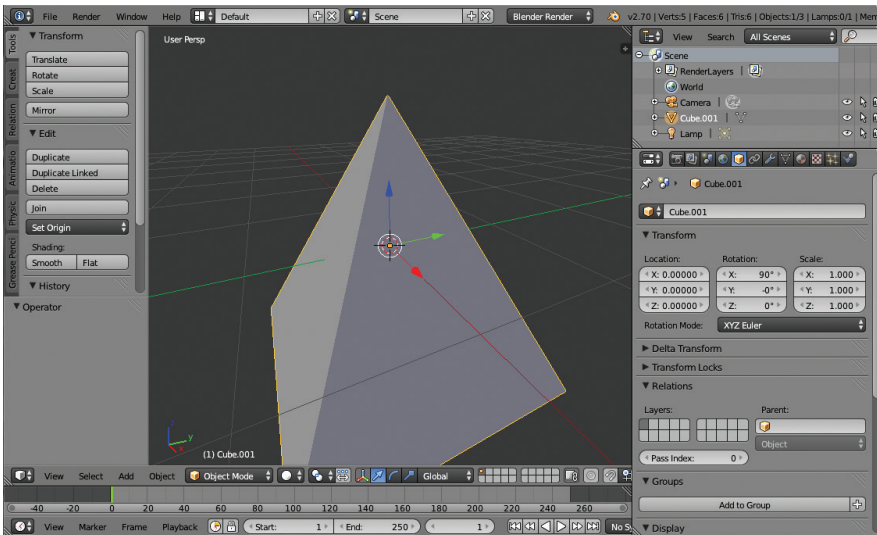 File Render Window Help Default Scene Blender Render v2.70 | Verts:5 | Faces:6 | Tris:6 | Objects:1/3 | Lamps:0/1 | Mem
Tools
Creat
Relation
Animatio
Physic
Grease Penci
Transform
Translate
Rotate
Scale
Mirror
Edit
Duplicate
Duplicate Linked
Delete
Join
Set Origin
Shading:
Smooth Flat
History
Operator
User Persp
z
y
x
(1) Cube.001
View Select Add Object Object Mode Global
-40 -20 0 20 40 60 80 100 120 140 160 180 200 220 240 260
View Marker Frame Playback Start: 1 End: 250 1 No S
View Search All Scenes
Scene
RenderLayers |
World
Camera |
Cube.001 |
Lamp |
Cube.001
Cube.001
Transform
Location: Rotation: Scale:
X: 0.00000 X: 90° X: 1.000
Y: 0.00000 Y: -0° Y: 1.000
Z: 0.00000 Z: 0° Z: 1.000
Rotation Mode: XYZ Euler
Delta Transform
Transform Locks
Relations
Layers: Parent:
Object
Pass Index: 0
Groups
Add to Group
Display